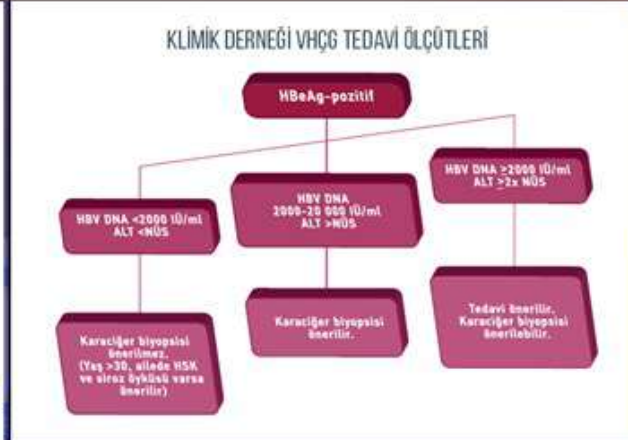 KLİMİK DERNEĞİ VHÇG TEDAVİ ÖLÇÜTLERİ
HBeAg-pozitif
HBV DNA <2000 IÜ/ml
ALT <NÜS
HBV DNA
2000-20 000 IÜ/ml
ALT >NÜS
HBV DNA ≥2000 IÜ/ml
ALT ≥2x NÜS
Karaciğer biyopsisi
önerilmez.
(Yaş >30, ailede HSK
ve siroz öyküsü varsa
önerilir)
Karaciğer biyopsisi
önerilir.
Tedavi önerilir.
Karaciğer biyopsisi
önerilebilir.